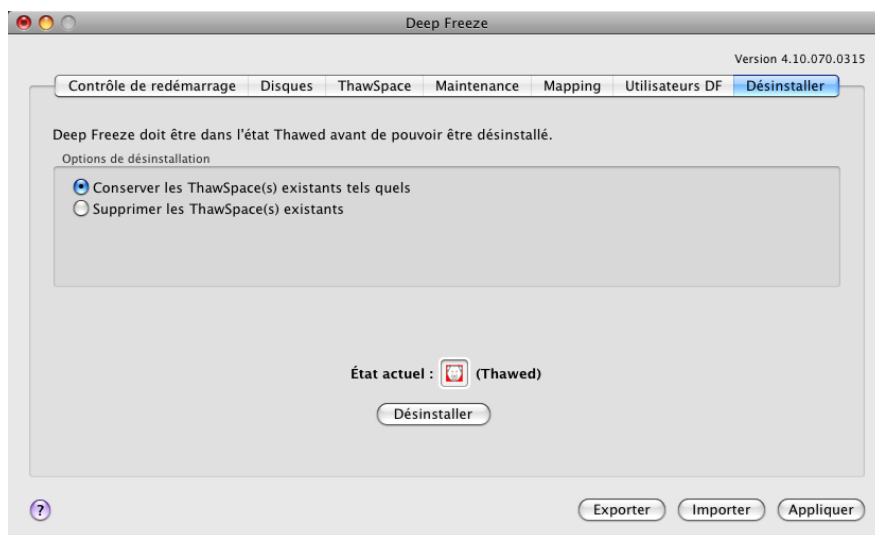 Deep Freeze
Version 4.10.070.0315
Contrôle de redémarrage Disques ThawSpace Maintenance Mapping Utilisateurs DF Désinstaller
Deep Freeze doit être dans l'état Thawed avant de pouvoir être désinstallé.
Options de désinstallation
Conserver les ThawSpace(s) existants tels quels
Supprimer les ThawSpace(s) existants
État actuel : (Thawed)
Désinstaller
? Exporter Importer Appliquer